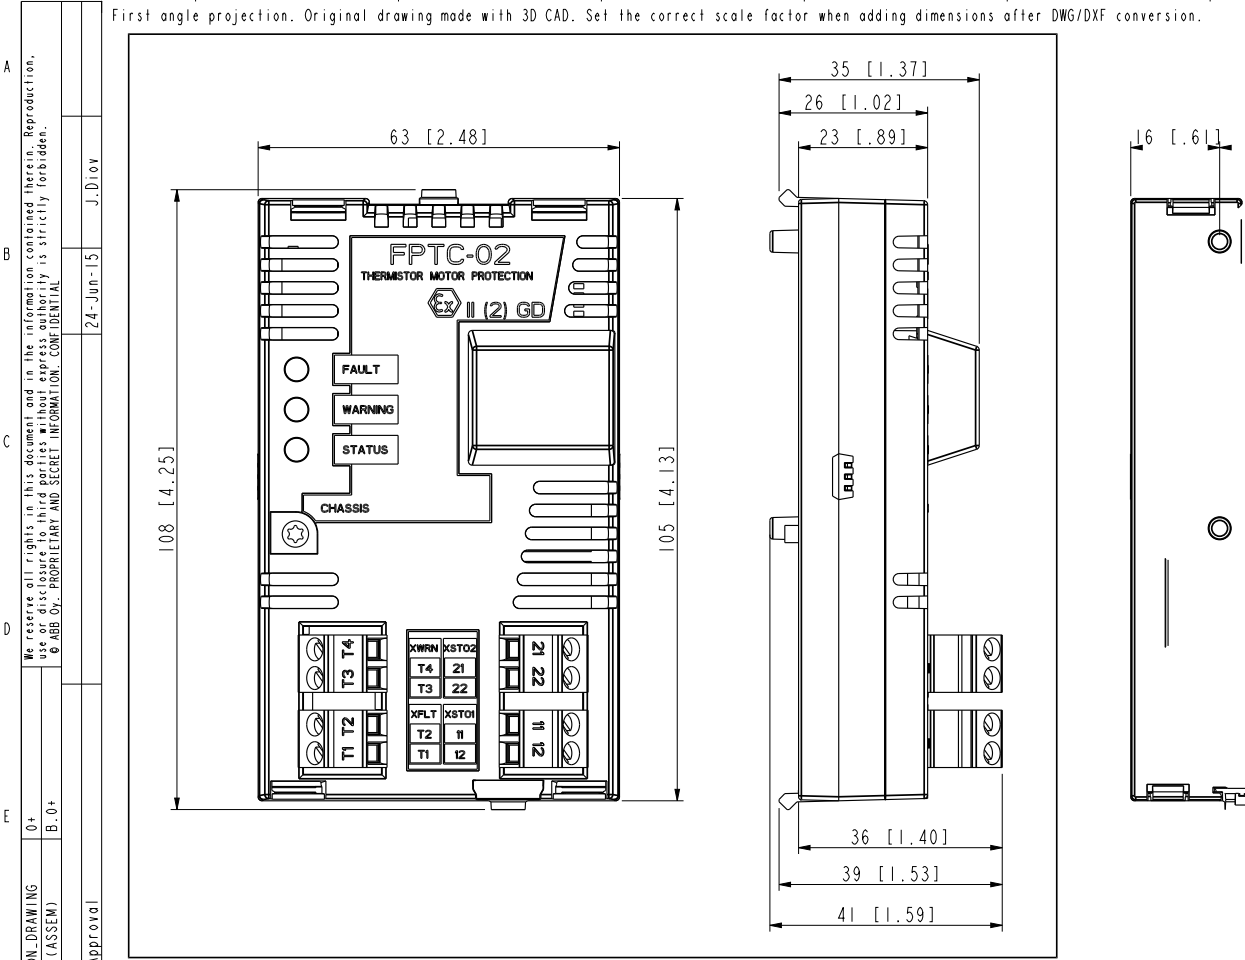 First angle projection. Original drawing made with 3D CAD. Set the correct scale factor when adding dimensions after DWG/DXF conversion.
A
B
C
D
E
We reserve all rights in this document and in the information contained therein. Reproduction,
use or disclosure to third parties without express authority is strictly forbidden.
© ABB Oy. PROPRIETARY AND SECRET INFORMATION. CONFIDENTIAL
J.Diov
24-Jun-15
0+
B.0+
ON_DRAWING
(ASSEM)
Approval
63 [2.48]
108 [4.25]
105 [4.13]
FPTC-02
THERMISTOR MOTOR PROTECTION
Ex II (2) GD
FAULT
WARNING
STATUS
CHASSIS
T4
T3
T2
T1
XWRN XSTO2
T4 21
T3 22
XFLT XSTO1
T2 11
T1 12
21
22
11
12
35 [1.37]
26 [1.02]
23 [.89]
36 [1.40]
39 [1.53]
41 [1.59]
16 [.61]